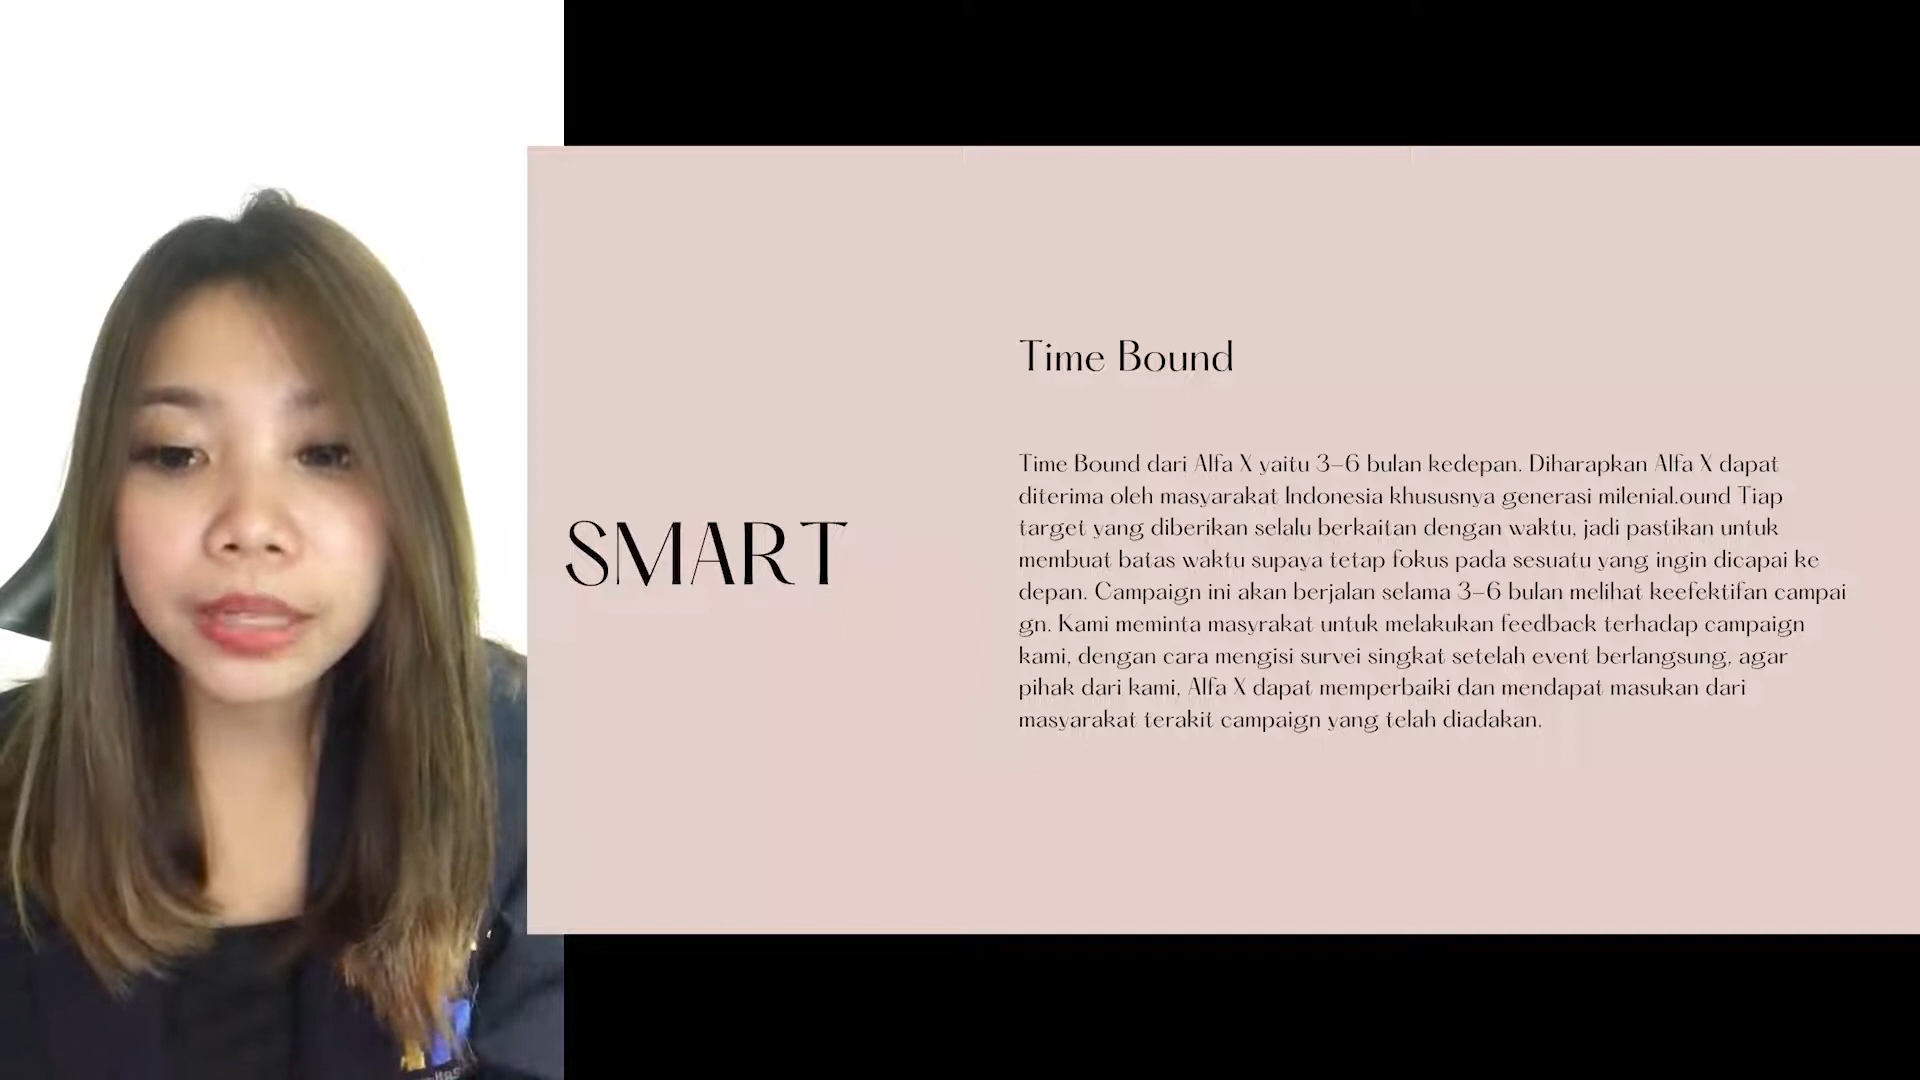 SMART
Time Bound
Time Bound dari Alfa X yaitu 3-6 bulan kedepan. Diharapkan Alfa X dapat
diterima oleh masyarakat Indonesia khususnya generasi milenial.ound Tiap
target yang diberikan selalu berkaitan dengan waktu, jadi pastikan untuk
membuat batas waktu supaya tetap fokus pada sesuatu yang ingin dicapai ke
depan. Campaign ini akan berjalan selama 3-6 bulan melihat keefektifan campai
gn. Kami meminta masyrakat untuk melakukan feedback terhadap campaign
kami, dengan cara mengisi survei singkat setelah event berlangsung, agar
pihak dari kami, Alfa X dapat memperbaiki dan mendapat masukan dari
masyarakat terakit campaign yang telah diadakan.